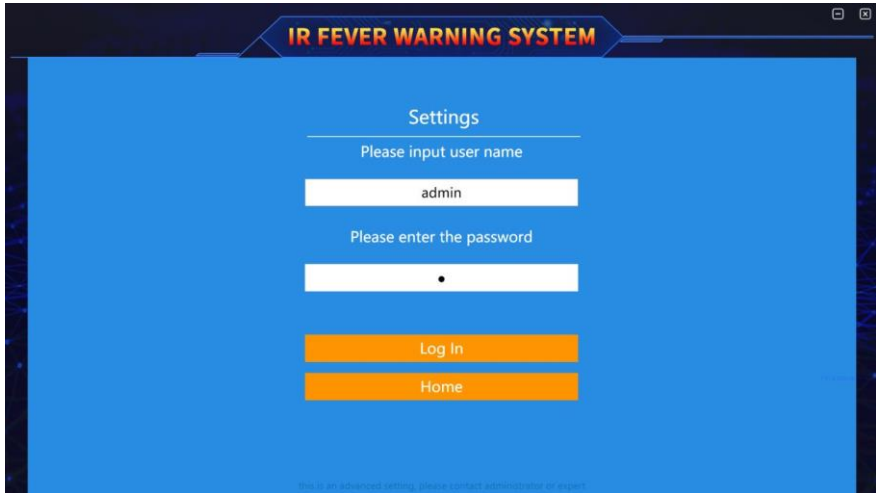 IR FEVER WARNING SYSTEM
Settings
Please input user name
admin
Please enter the password
●
Log In
Home
this is an advanced setting, please contact administrator or expert